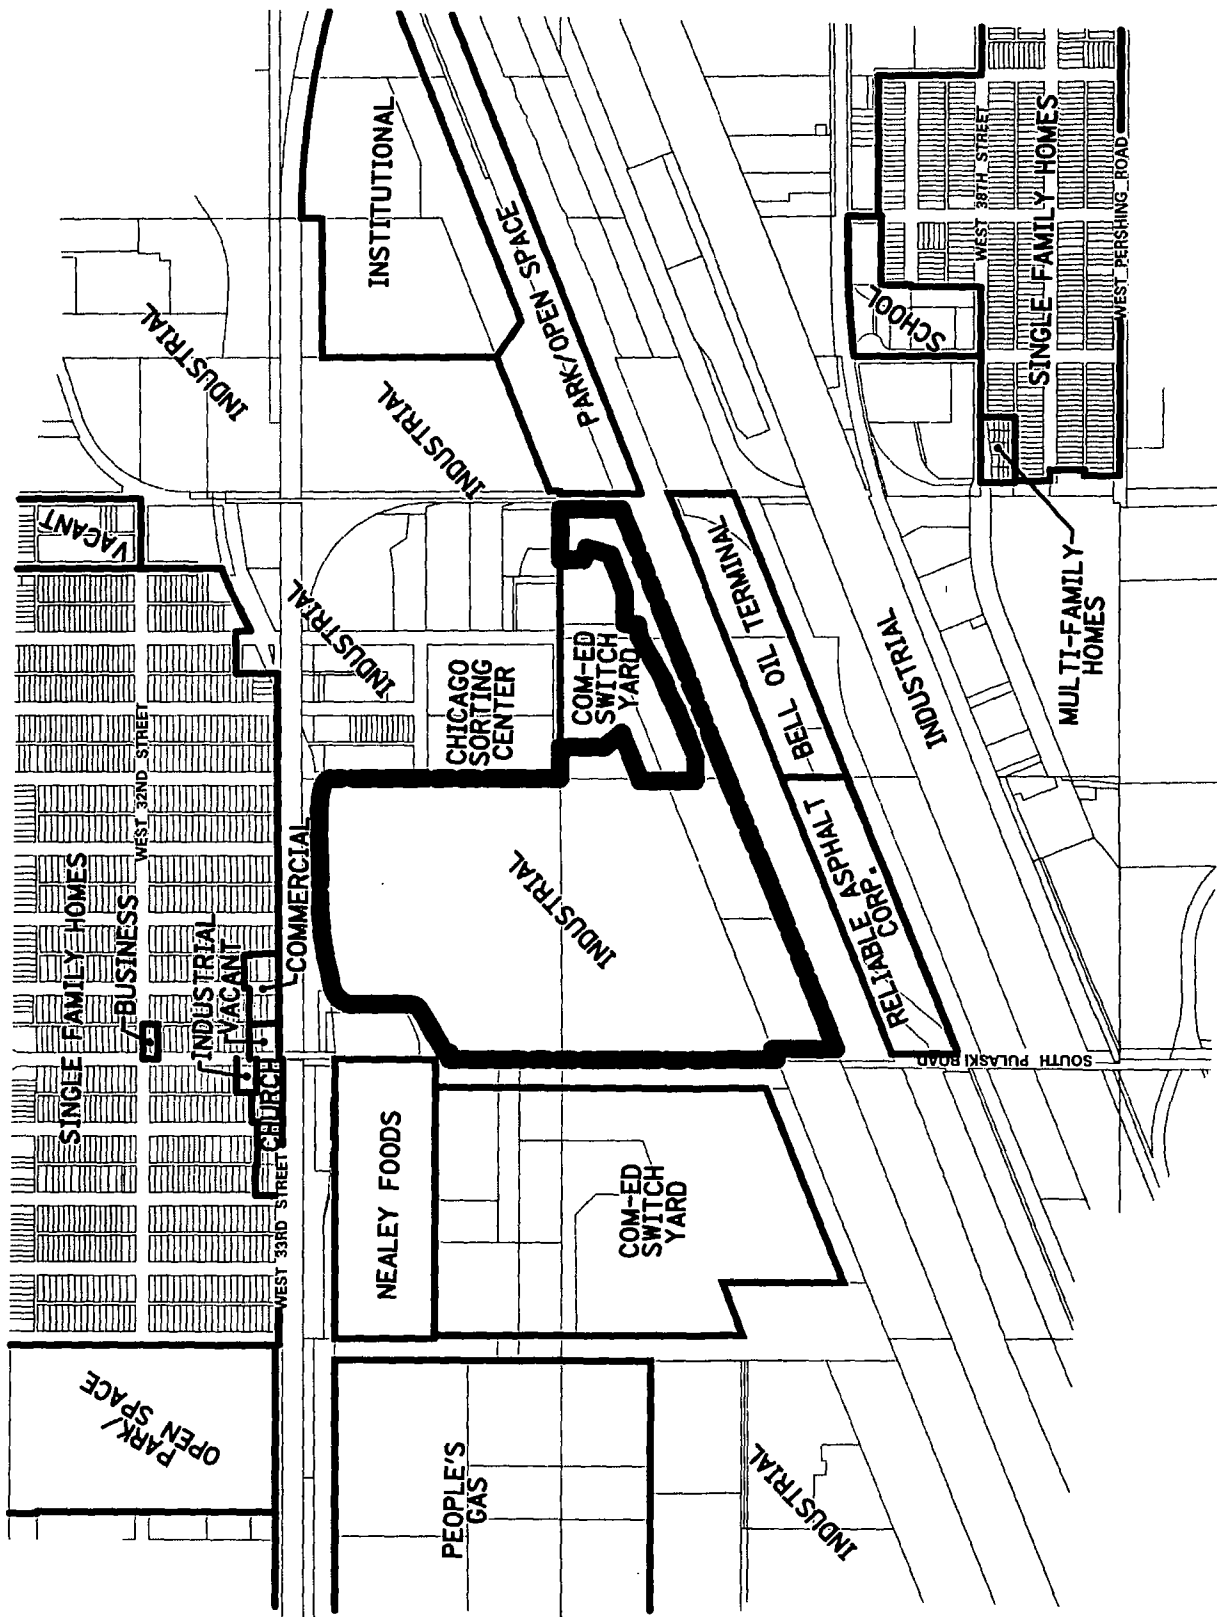 PARK/
OPEN SPACE
SINGLE FAMILY HOMES
BUSINESS
WEST 32ND STREET
VACANT
INDUSTRIAL
INDUSTRIAL
VACANT
CHURCH
COMMERCIAL
WEST 33RD STREET
INDUSTRIAL
INDUSTRIAL
INSTITUTIONAL
PARK/OPEN SPACE
PEOPLE'S
GAS
NEALEY FOODS
COM-ED
SWITCH
YARD
INDUSTRIAL
CHICAGO
SORTING
CENTER
COM-ED
SWITCH
YARD
INDUSTRIAL
SOUTH PULASKI ROAD
RELIABLE ASPHALT
CORP.
BELL OIL TERMINAL
INDUSTRIAL
MULTI-FAMILY
HOMES
SCHOOL
WEST 38TH STREET
SINGLE FAMILY HOMES
WEST PERSHING ROAD